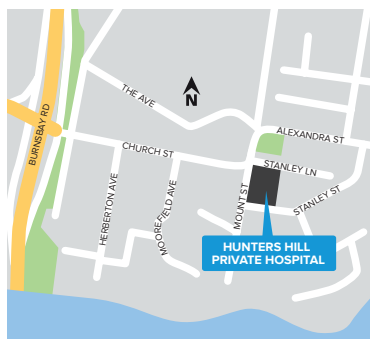 THE AVE
N
BURNSBAY RD
ALEXANDRA ST
CHURCH ST
STANLEY LN
HERBERTON AVE
MOOREFIELD AVE
MOUNT ST
STANLEY ST
HUNTERS HILL
PRIVATE HOSPITAL